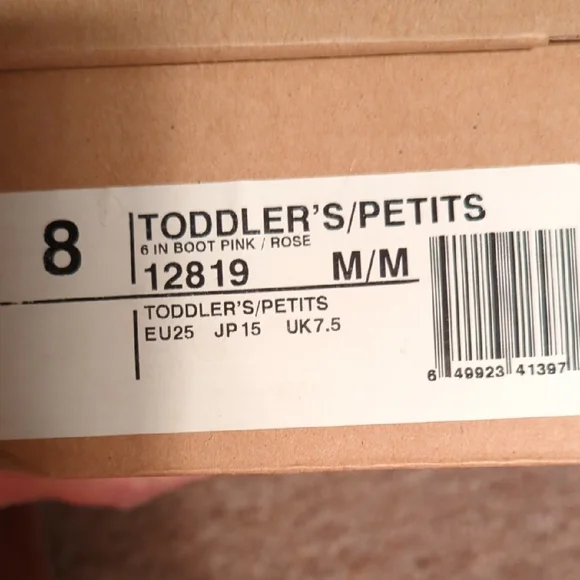 8
TODDLER'S/PETITS
6 IN BOOT PINK / ROSE
12819 M/M
TODDLER'S/PETITS
EU25 JP15 UK7.5
6 49923 41397